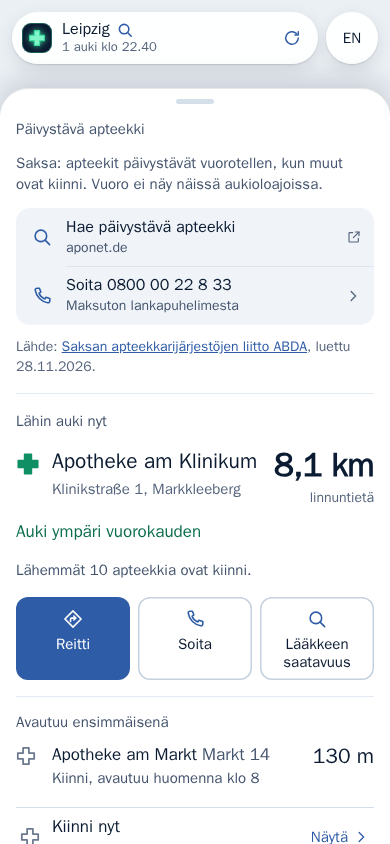 Leipzig
1 auki klo 22.40
EN
Päivystävä apteekki
Saksa: apteekit päivystävät vuorotellen, kun muut
ovat kiinni. Vuoro ei näy näissä aukioloajoissa.
Hae päivystävä apteekki
aponet.de
Soita 0800 00 22 8 33
Maksuton lankapuhelimesta
Lähde: Saksan apteekkarijärjestöjen liitto ABDA, luettu
28.11.2026.
Lähin auki nyt
Apotheke am Klinikum
8,1 km
Klinikstraße 1, Markkleeberg
linnuntietä
Auki ympäri vuorokauden
Lähemmät 10 apteekkia ovat kiinni.
Reitti
Soita
Lääkkeen
saatavuus
Avautuu ensimmäisenä
Apotheke am Markt Markt 14
130 m
Kiinni, avautuu huomenna klo 8
Kiinni nyt
Näytä